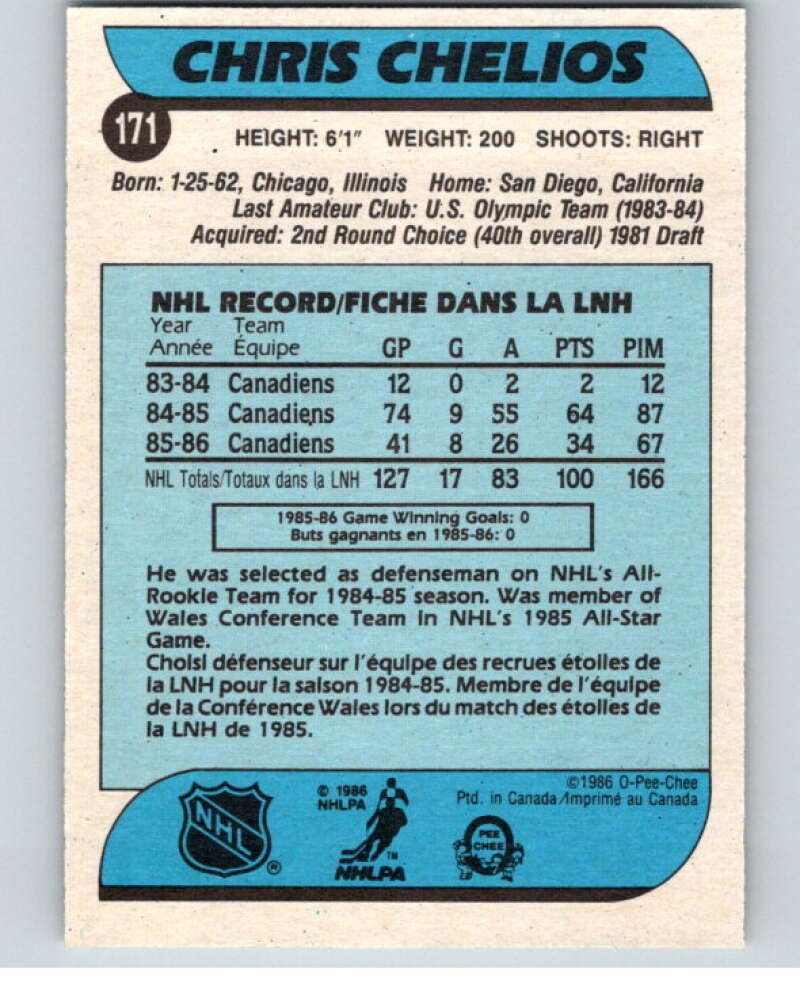 CHRIS CHELIOS
171
HEIGHT: 6'1" WEIGHT: 200 SHOOTS: RIGHT
Born: 1-25-62, Chicago, Illinois Home: San Diego, California
Last Amateur Club: U.S. Olympic Team (1983-84)
Acquired: 2nd Round Choice (40th overall) 1981 Draft
NHL RECORD/FICHE DANS LA LNH
Year Team
Année Équipe GP G A PTS PIM
83-84 Canadiens 12 0 2 2 12
84-85 Canadiens 74 9 55 64 87
85-86 Canadiens 41 8 26 34 67
NHL Totals/Totaux dans la LNH 127 17 83 100 166
1985-86 Game Winning Goals: 0
Buts gagnants en 1985-86: 0
He was selected as defenseman on NHL's All-
Rookie Team for 1984-85 season. Was member of
Wales Conference Team in NHL's 1985 All-Star
Game.
Choisi défenseur sur l'équipe des recrues étoiles de
la LNH pour la saison 1984-85. Membre de l'équipe
de la Conférence Wales lors du match des étoiles de
la LNH de 1985.
NHL ®
© 1986
NHLPA
TM
NHLPA
©1986 O-Pee-Chee
Ptd. in Canada/Imprimé au Canada
PEE
CHEE